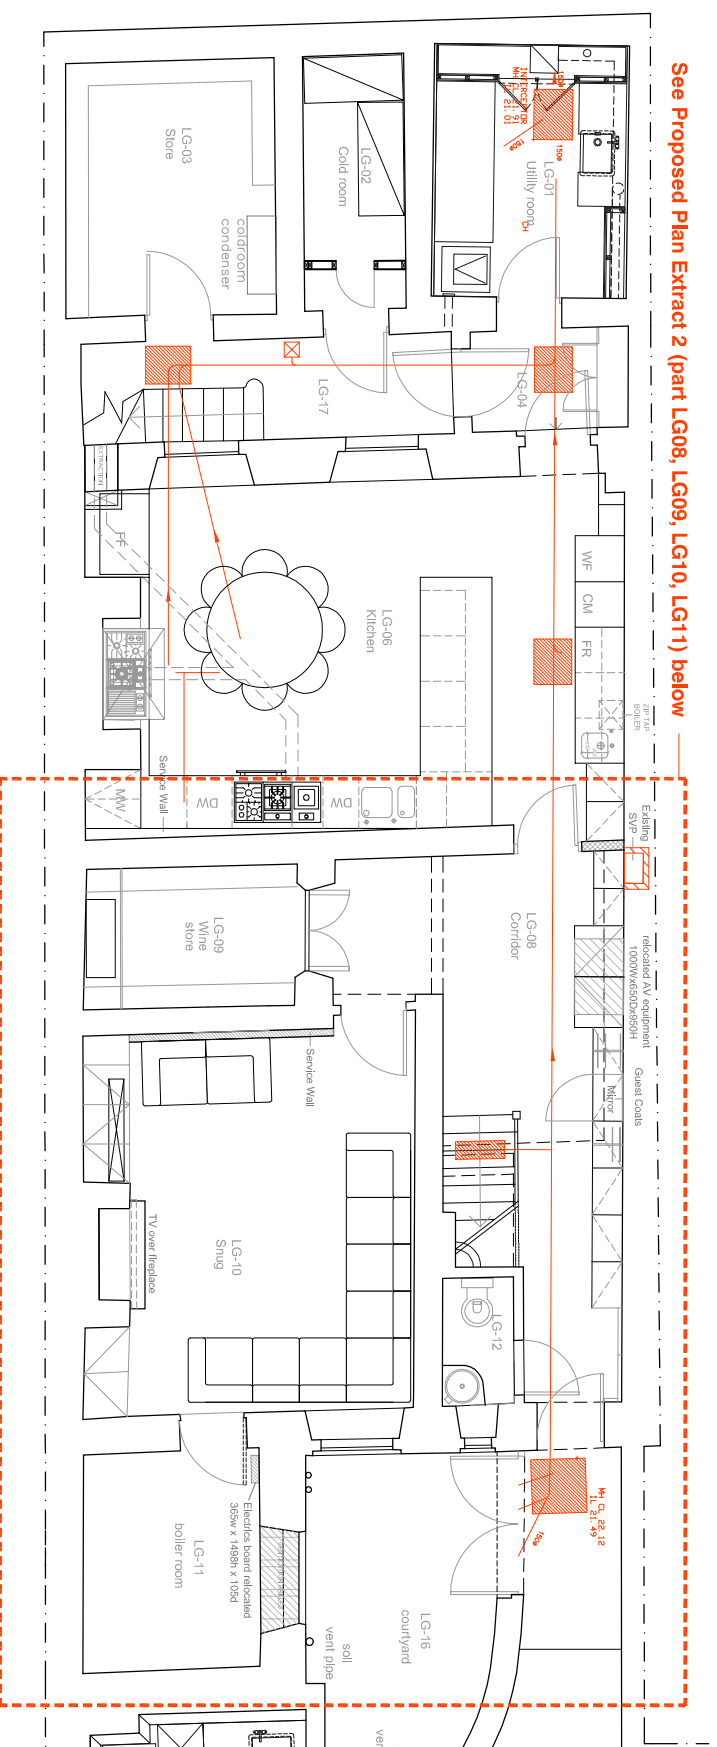 See Proposed Plan Extract 2 (part LG08, LG09, LG10, LG11) below
INTERCEPTOR
150ø
150ø
150ø
LG-01
Utility room
LG-02
Cold room
LG-03
Store
coldroom
condenser
LG-04
LG-17
EXTRACTION
FF
LG-06
Kitchen
WF
CM
FR
ZIP TAP
BOILER
Service Wall
MW
DW
DW
Existing
SVP
LG-08
Corridor
LG-09
Wine
store
relocated AV equipment
1000Wx650Dx950H
Guest Coats
Mirror
Service Wall
LG-10
Snug
TV over fireplace
LG-12
MH CL 22.12
IL 21.49
150ø
Electrics board relocated
365w x 1498h x 105d
LG-11
boiler room
LG-16
courtyard
soil
vent pipe